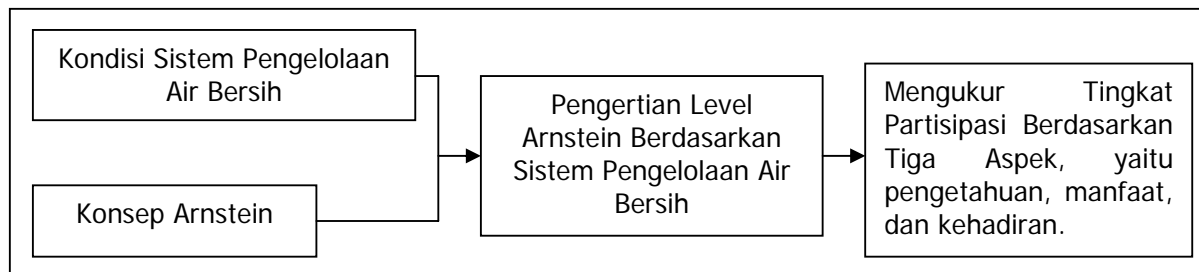 Kondisi Sistem Pengelolaan
Air Bersih
Konsep Arnstein
Pengertian Level
Arnstein Berdasarkan
Sistem Pengelolaan Air
Bersih
Mengukur Tingkat
Partisipasi Berdasarkan
Tiga Aspek, yaitu
pengetahuan, manfaat,
dan kehadiran.